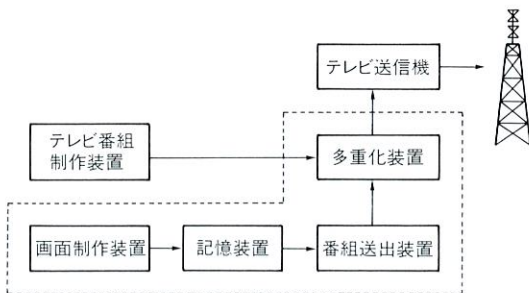 テレビ送信機
テレビ番組
制作装置
多重化装置
画面制作装置
記憶装置
番組送出装置